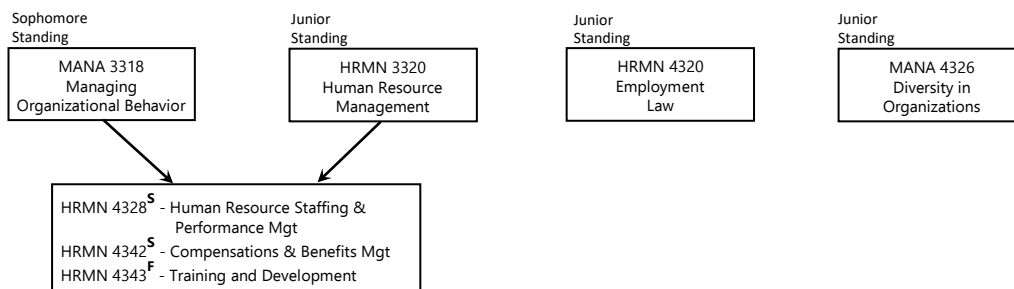 Sophomore
Standing
MANA 3318
Managing
Organizational Behavior
Junior
Standing
HRMN 3320
Human Resource
Management
Junior
Standing
HRMN 4320
Employment
Law
Junior
Standing
MANA 4326
Diversity in
Organizations
HRMN 4328S - Human Resource Staffing &
Performance Mgt
HRMN 4342S - Compensations & Benefits Mgt
HRMN 4343F - Training and Development